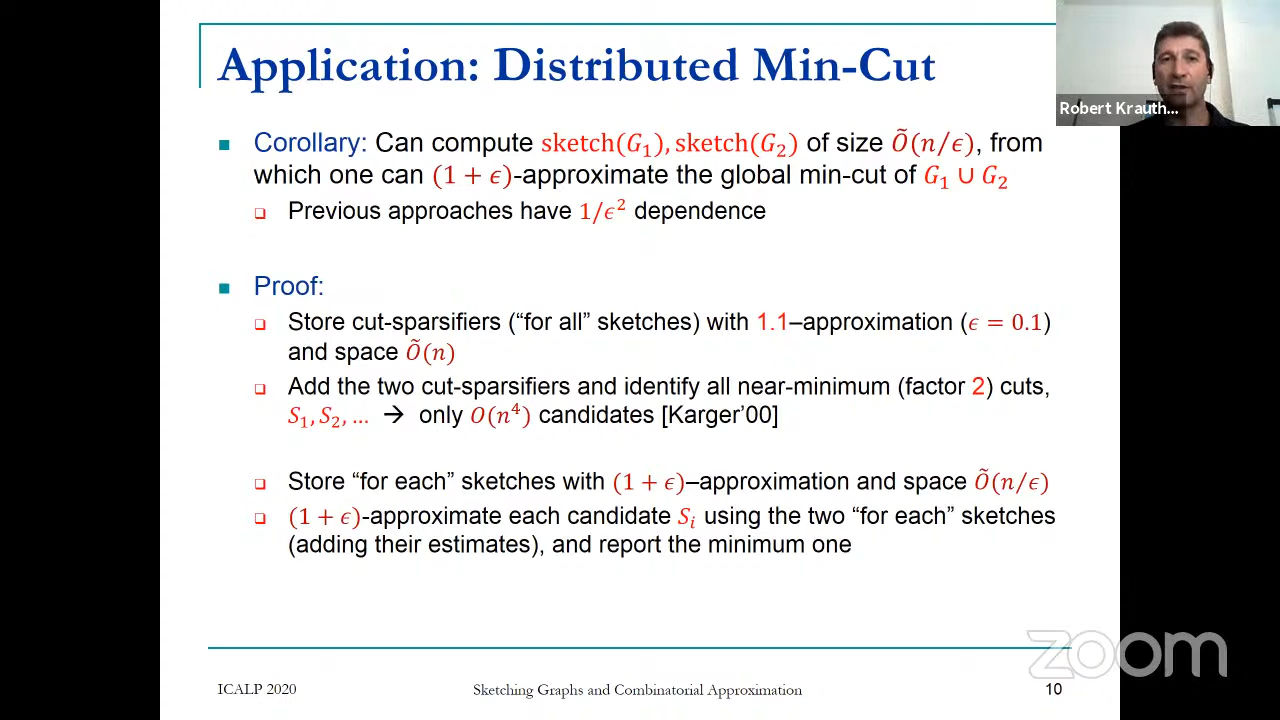 Application: Distributed Min-Cut
Robert Krauth...
Corollary: Can compute sketch(G₁), sketch(G₂) of size Õ(n/ϵ), from
which one can (1 + ϵ)-approximate the global min-cut of G₁ ∪ G₂
Previous approaches have 1/ϵ² dependence
Proof:
Store cut-sparsifiers (“for all” sketches) with 1.1–approximation (ϵ = 0.1)
and space Õ(n)
Add the two cut-sparsifiers and identify all near-minimum (factor 2) cuts,
S₁, S₂, … → only O(n⁴) candidates [Karger’00]
Store “for each” sketches with (1 + ϵ)–approximation and space Õ(n/ϵ)
(1 + ϵ)-approximate each candidate Sᵢ using the two “for each” sketches
(adding their estimates), and report the minimum one
zoom
ICALP 2020
Sketching Graphs and Combinatorial Approximation
10